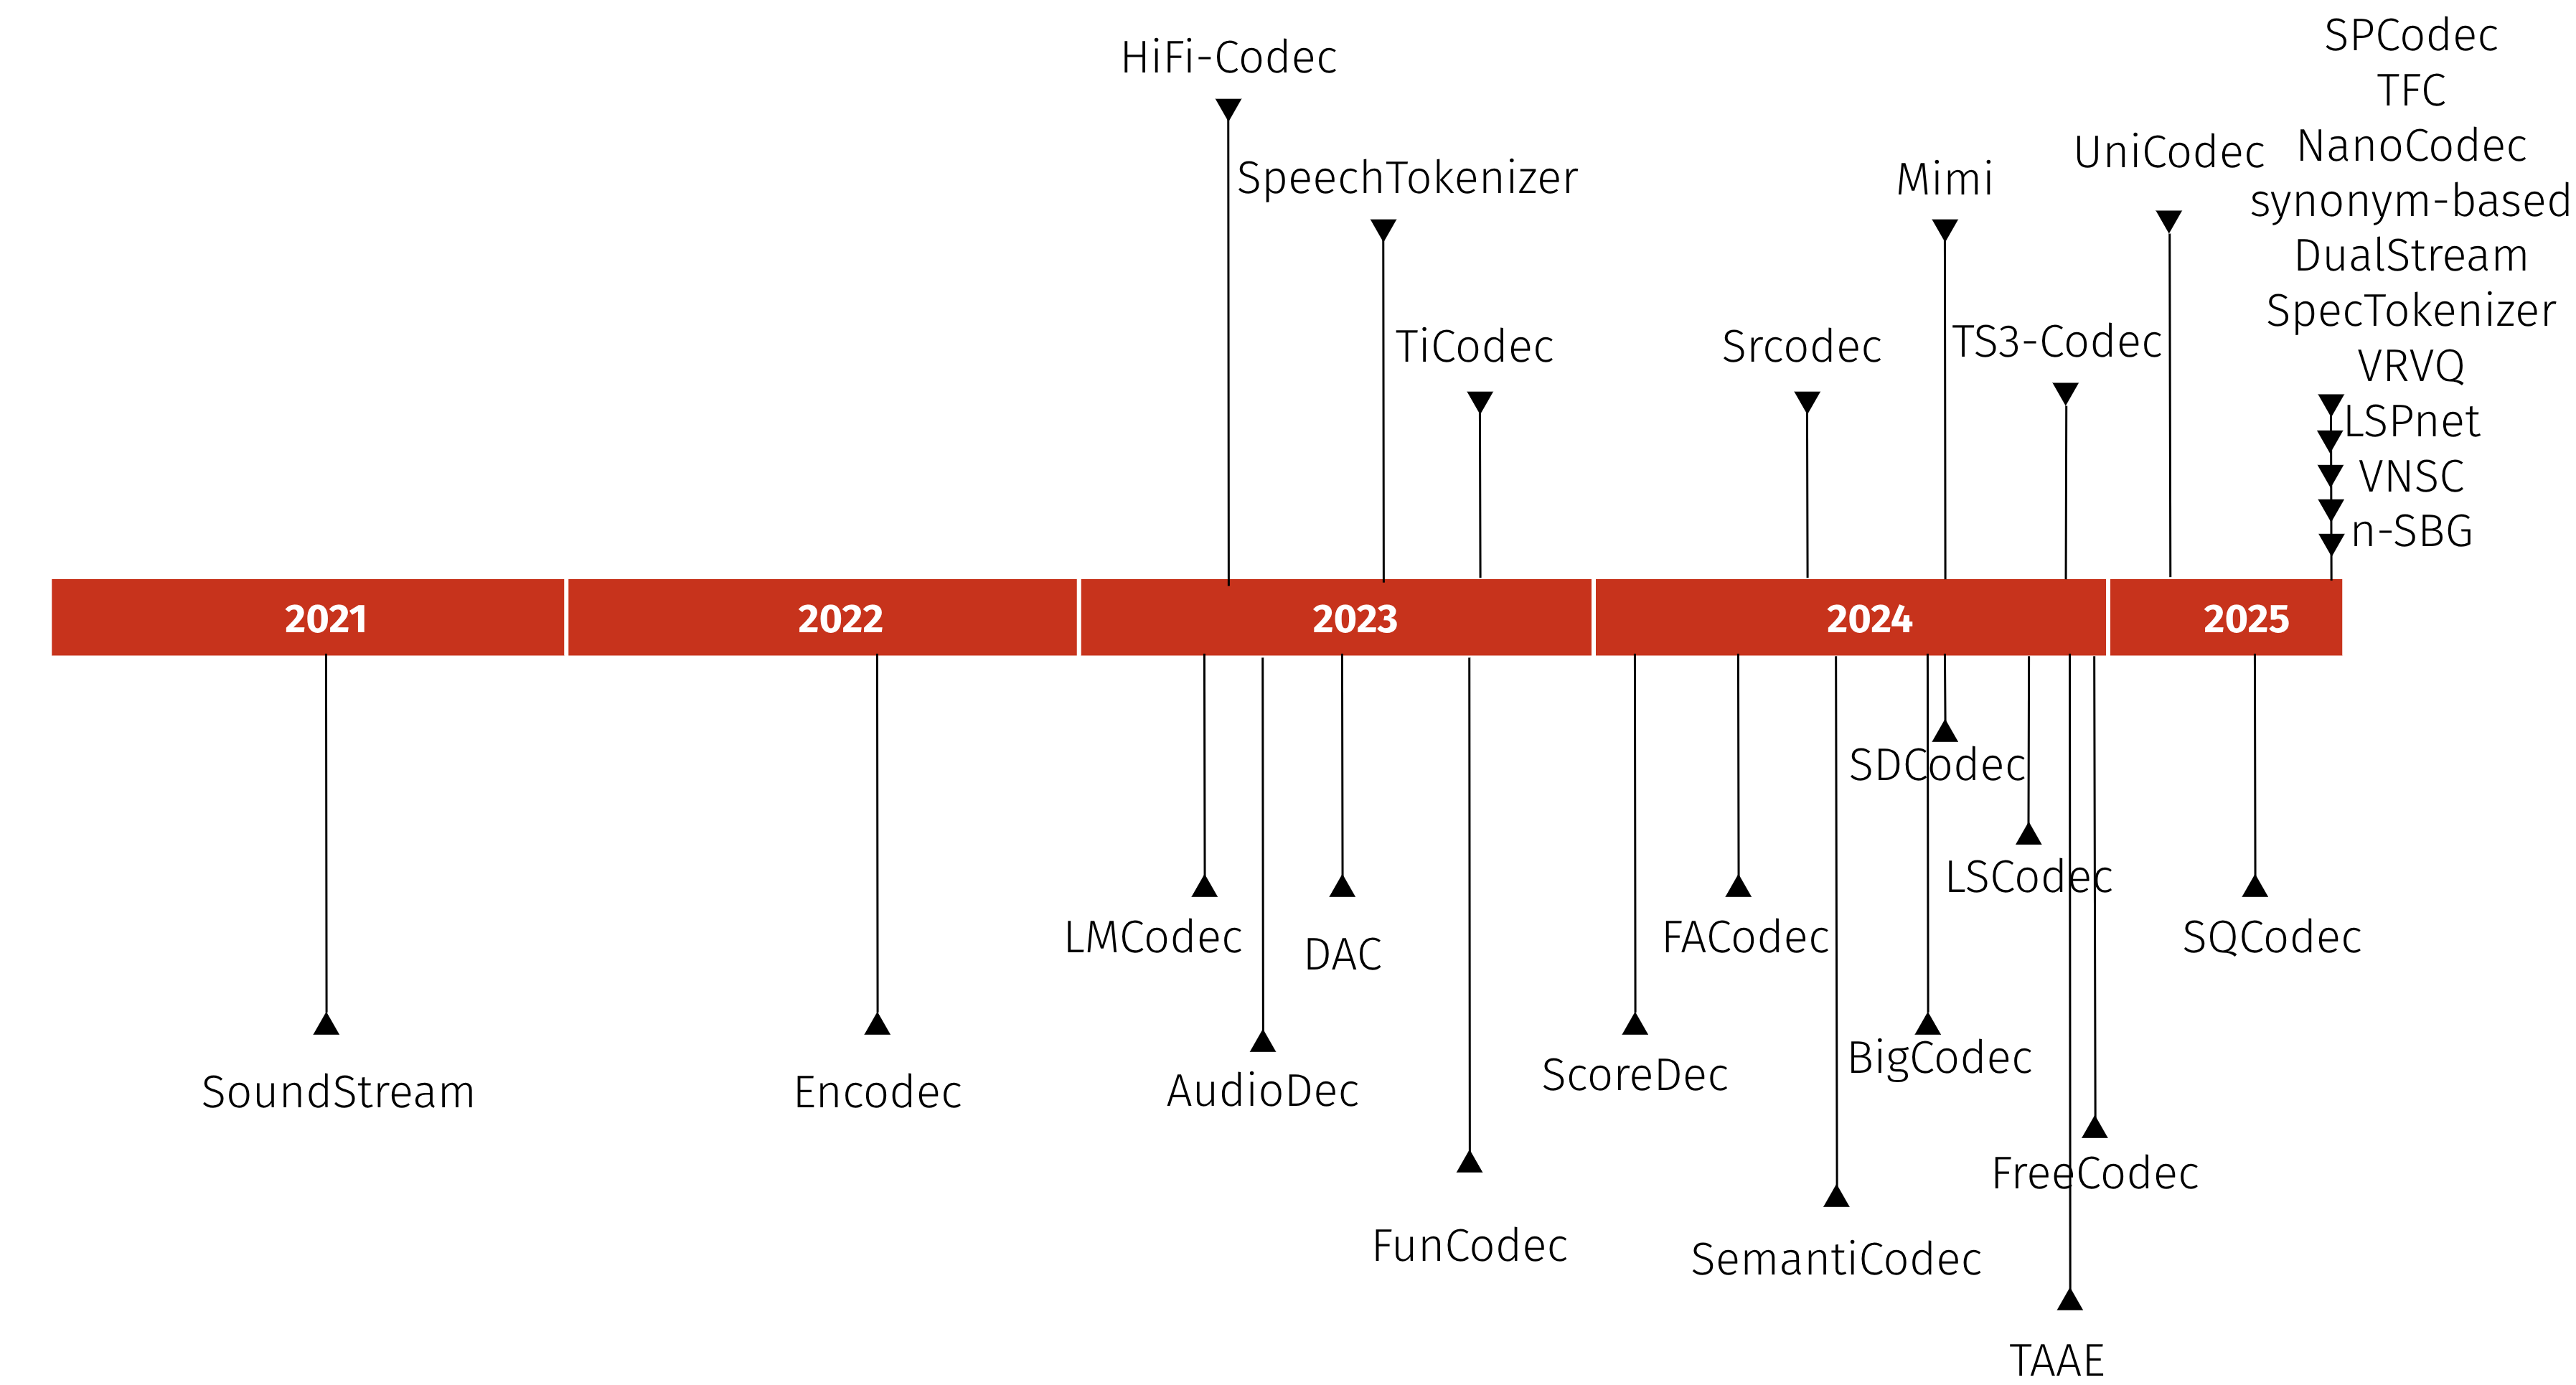 SPCodec
HiFi-Codec
TFC
NanoCodec
UniCodec
SpeechTokenizer
Mimi
synonym-based
DualStream
SpecTokenizer
TiCodec
Srcodec
TS3-Codec
VRVQ
LSPnet
VNSC
n-SBG
2021
2022
2023
2024
2025
SDCodec
LSCodec
LMCodec
DAC
FACodec
SQCodec
BigCodec
ScoreDec
SoundStream
Encodec
AudioDec
FreeCodec
FunCodec
SemantiCodec
TAAE